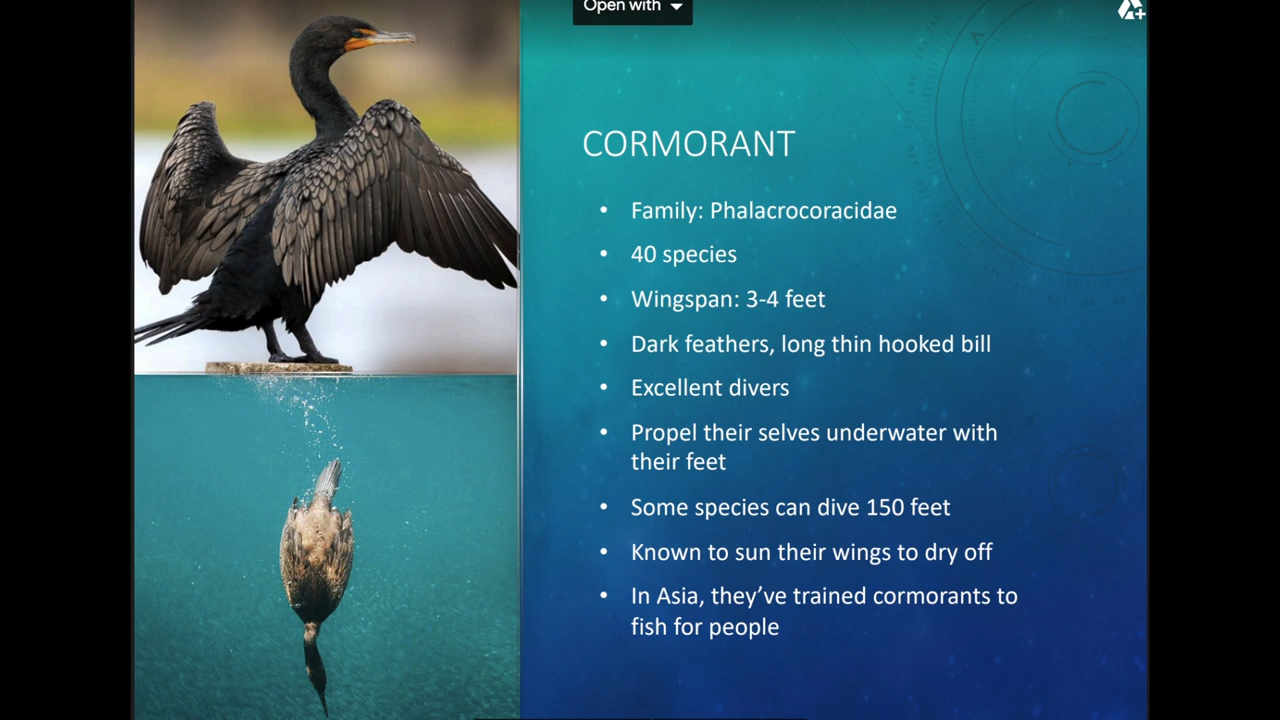 Open with
CORMORANT
• Family: Phalacrocoracidae
• 40 species
• Wingspan: 3-4 feet
• Dark feathers, long thin hooked bill
• Excellent divers
• Propel their selves underwater with
their feet
• Some species can dive 150 feet
• Known to sun their wings to dry off
• In Asia, they’ve trained cormorants to
fish for people